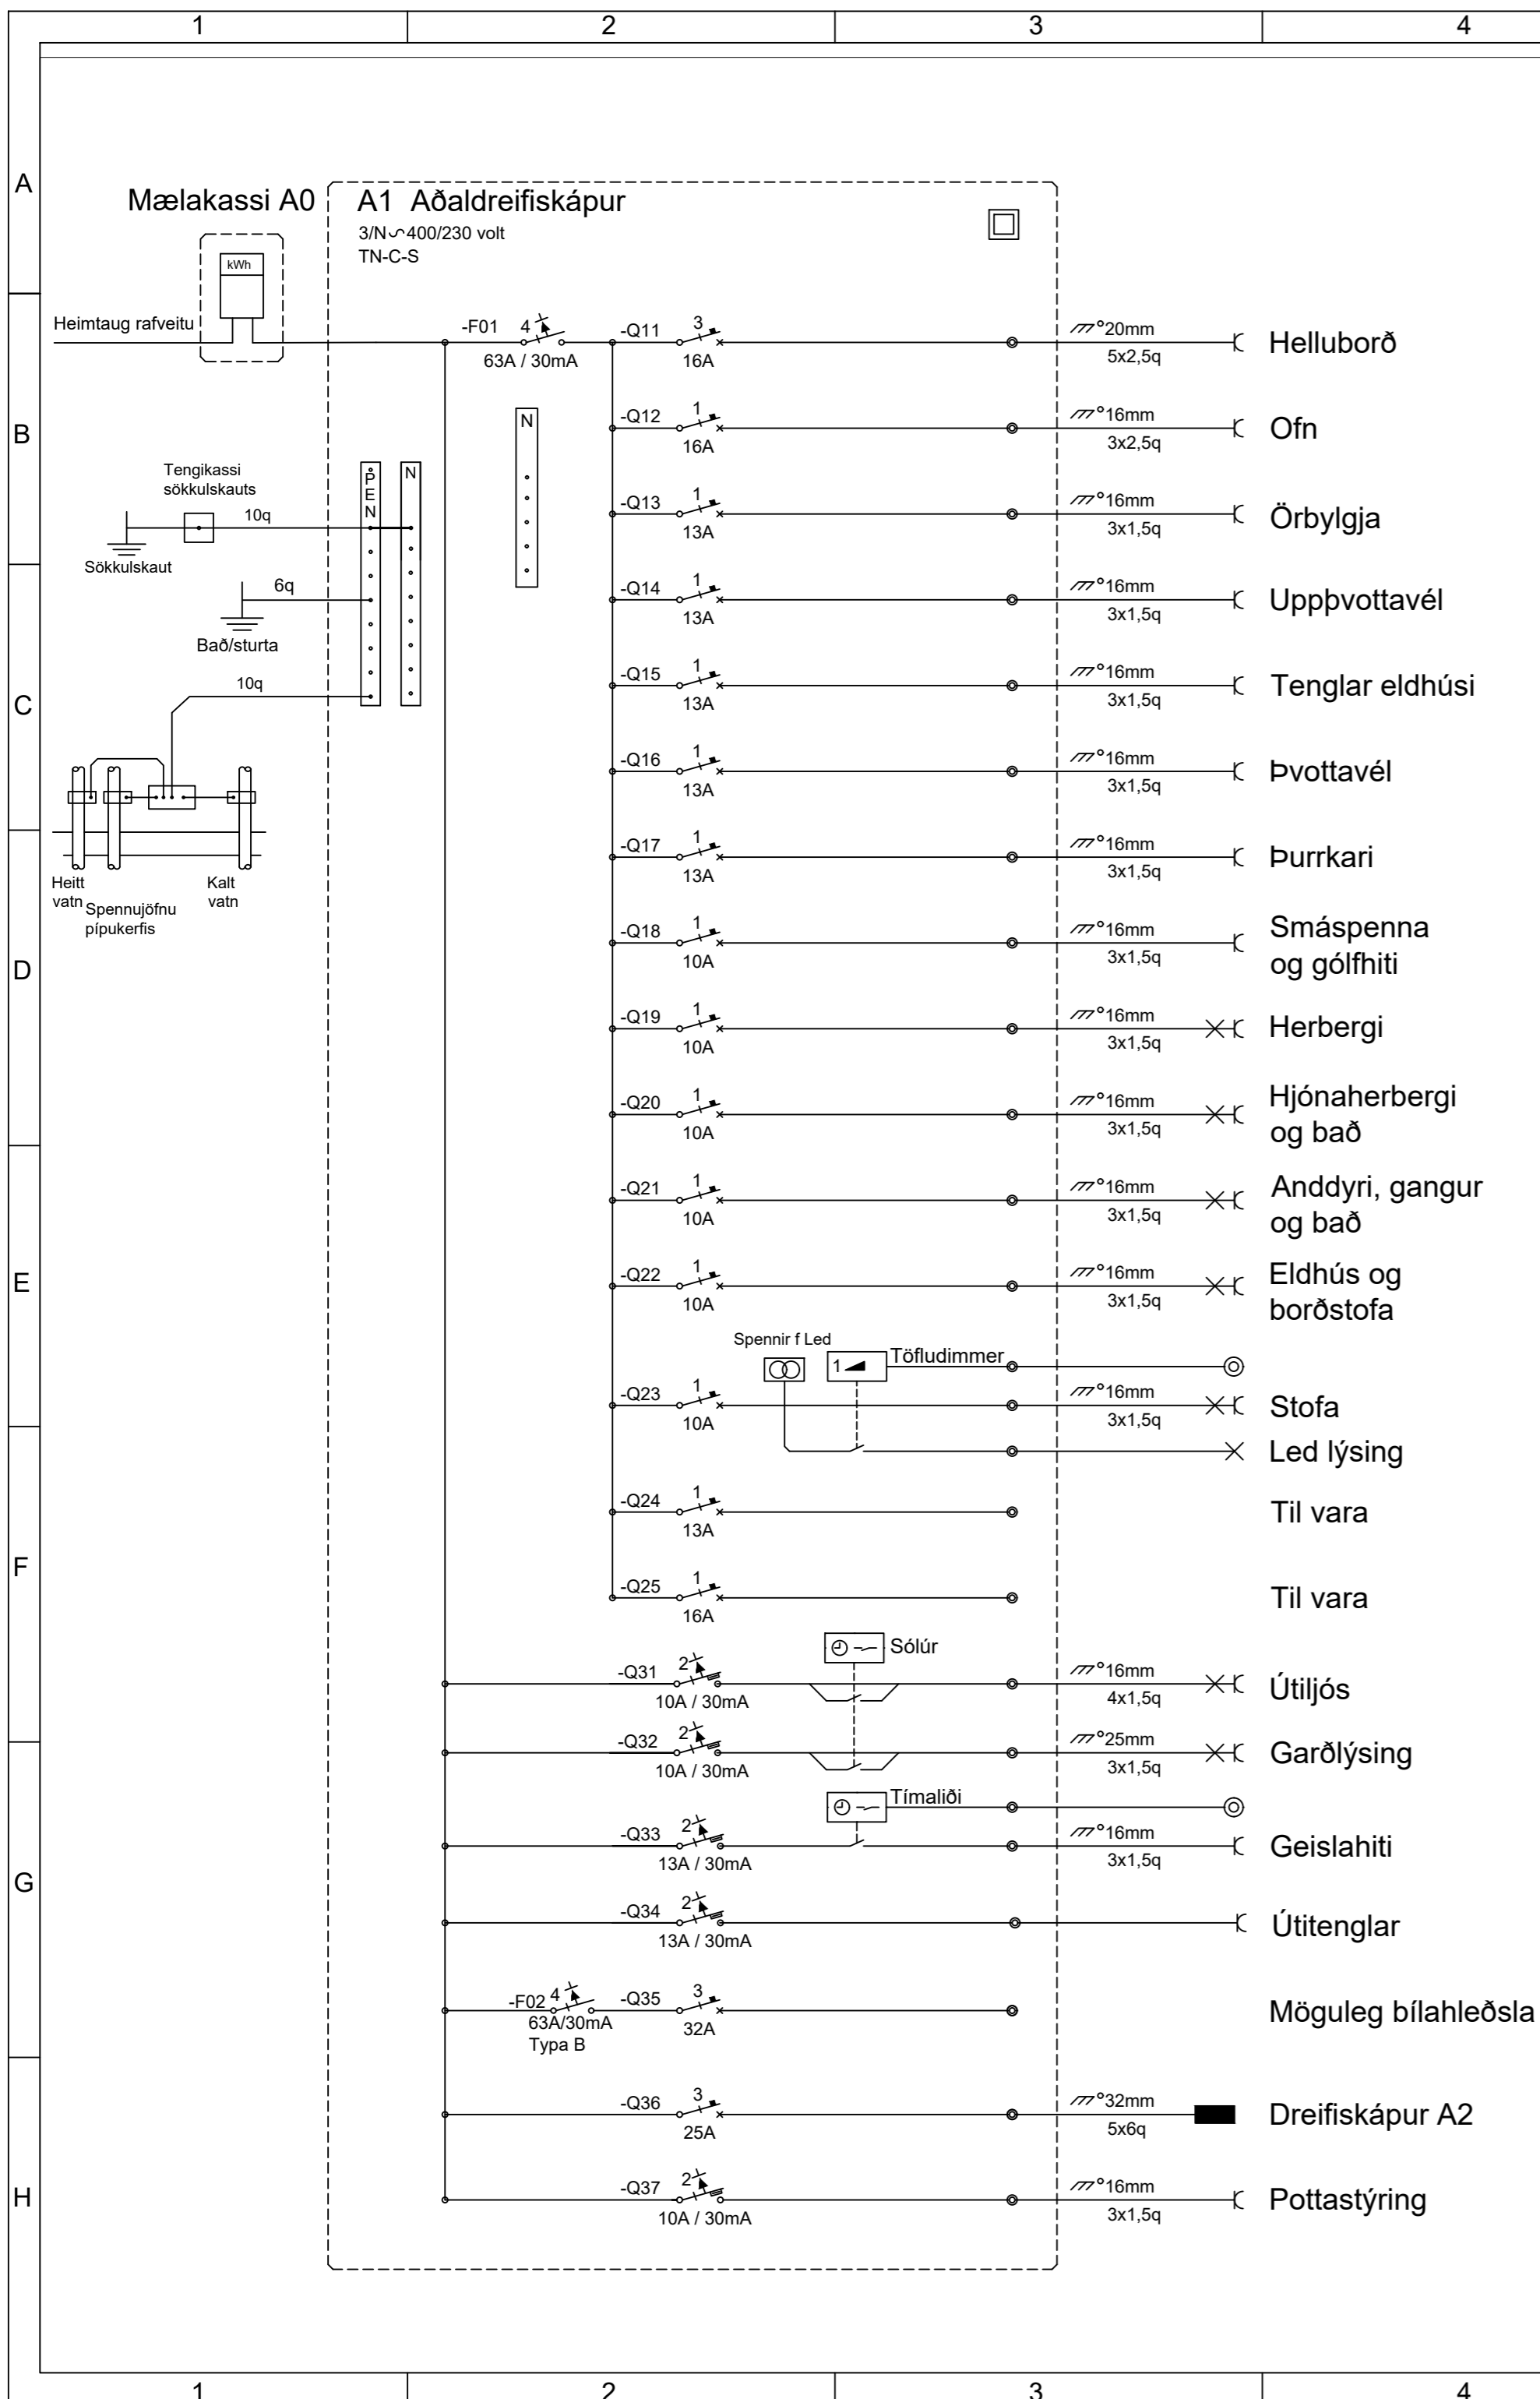 1 2 3 4
A
Mælakassi A0
A1 Aðaldreifiskápur
3/N 400/230 volt
TN-C-S
kWh
Heimtaug rafveitu
-F01 4
63A / 30mA
-Q11 3
16A
20mm
5x2,5q
Helluborð
B
N
-Q12 1
16A
16mm
3x2,5q
Ofn
Tengikassi
sökkulskauts
10q
Sökkulskaut
PEN
N
-Q13 1
13A
16mm
3x1,5q
Örbylgja
6q
Bað/sturta
-Q14 1
13A
16mm
3x1,5q
Uppþvottavél
C
10q
-Q15 1
13A
16mm
3x1,5q
Tenglar eldhúsi
-Q16 1
13A
16mm
3x1,5q
Þvottavél
Heitt
vatn
Spennujöfnu
pípukerfis
Kalt
vatn
-Q17 1
13A
16mm
3x1,5q
Þurrkari
D
-Q18 1
10A
16mm
3x1,5q
Smáspenna
og gólfhiti
-Q19 1
10A
16mm
3x1,5q
Herbergi
-Q20 1
10A
16mm
3x1,5q
Hjónaherbergi
og bað
-Q21 1
10A
16mm
3x1,5q
Anddyri, gangur
og bað
E
-Q22 1
10A
16mm
3x1,5q
Eldhús og
borðstofa
Spennir f Led
1
Töfludimmer
-Q23 1
10A
16mm
3x1,5q
Stofa
Led lýsing
F
-Q24 1
13A
Til vara
-Q25 1
16A
Til vara
Sólúr
-Q31 2
10A / 30mA
16mm
4x1,5q
Útiljós
-Q32 2
10A / 30mA
25mm
3x1,5q
Garðlýsing
Tímaliði
G
-Q33 2
13A / 30mA
16mm
3x1,5q
Geislahiti
-Q34 2
13A / 30mA
Útitenglar
-F02 4
63A/30mA
Typa B
-Q35 3
32A
Möguleg bílahleðsla
-Q36 3
25A
32mm
5x6q
Dreifiskápur A2
H
-Q37 2
10A / 30mA
16mm
3x1,5q
Pottastýring
1 2 3 4